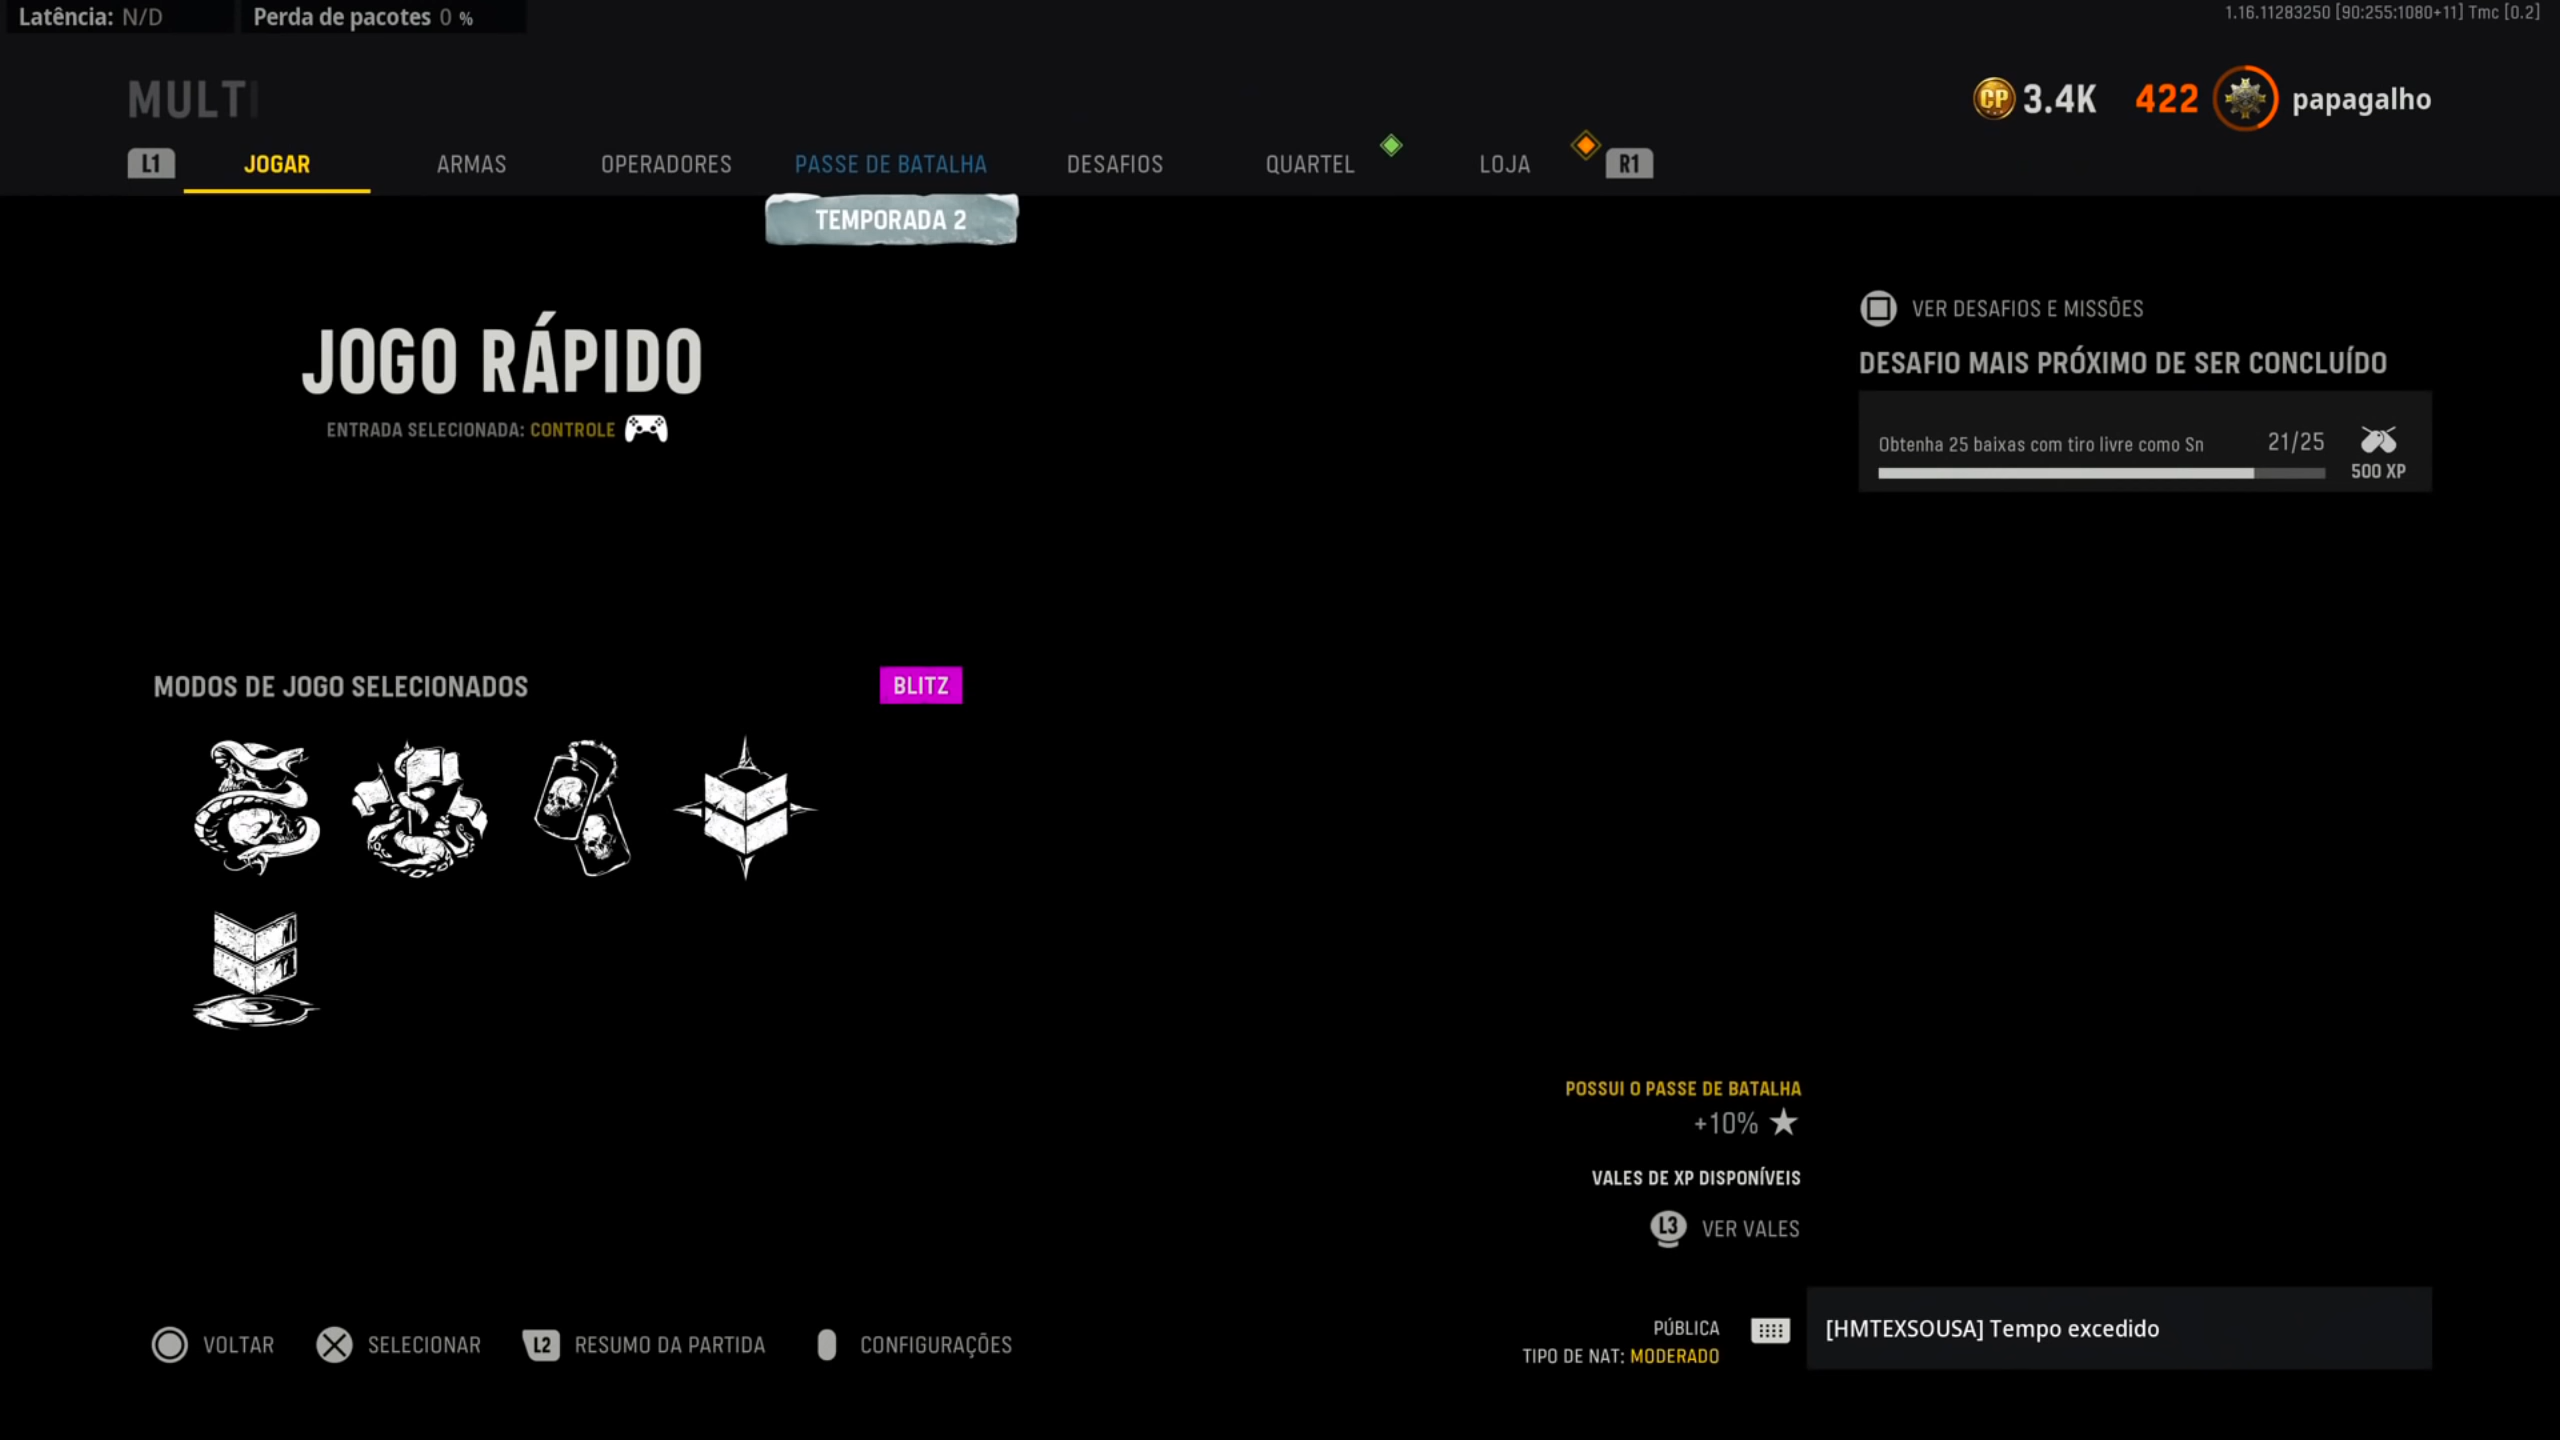 Latência: N/D
Perda de pacotes 0 %
1.16.11283250 [90:255:1080+11] Tmc [0.2]
MULTI
CP 3.4K 422 papagalho
L1 JOGAR ARMAS OPERADORES PASSE DE BATALHA DESAFIOS QUARTEL LOJA R1
TEMPORADA 2
JOGO RÁPIDO
ENTRADA SELECIONADA: CONTROLE
VER DESAFIOS E MISSÕES
DESAFIO MAIS PRÓXIMO DE SER CONCLUÍDO
Obtenha 25 baixas com tiro livre como Sn 21/25
500 XP
MODOS DE JOGO SELECIONADOS
BLITZ
POSSUI O PASSE DE BATALHA
+10%
VALES DE XP DISPONÍVEIS
L3 VER VALES
VOLTAR SELECIONAR L2 RESUMO DA PARTIDA CONFIGURAÇÕES
PÚBLICA
TIPO DE NAT: MODERADO
[HMTEXSOUSA] Tempo excedido